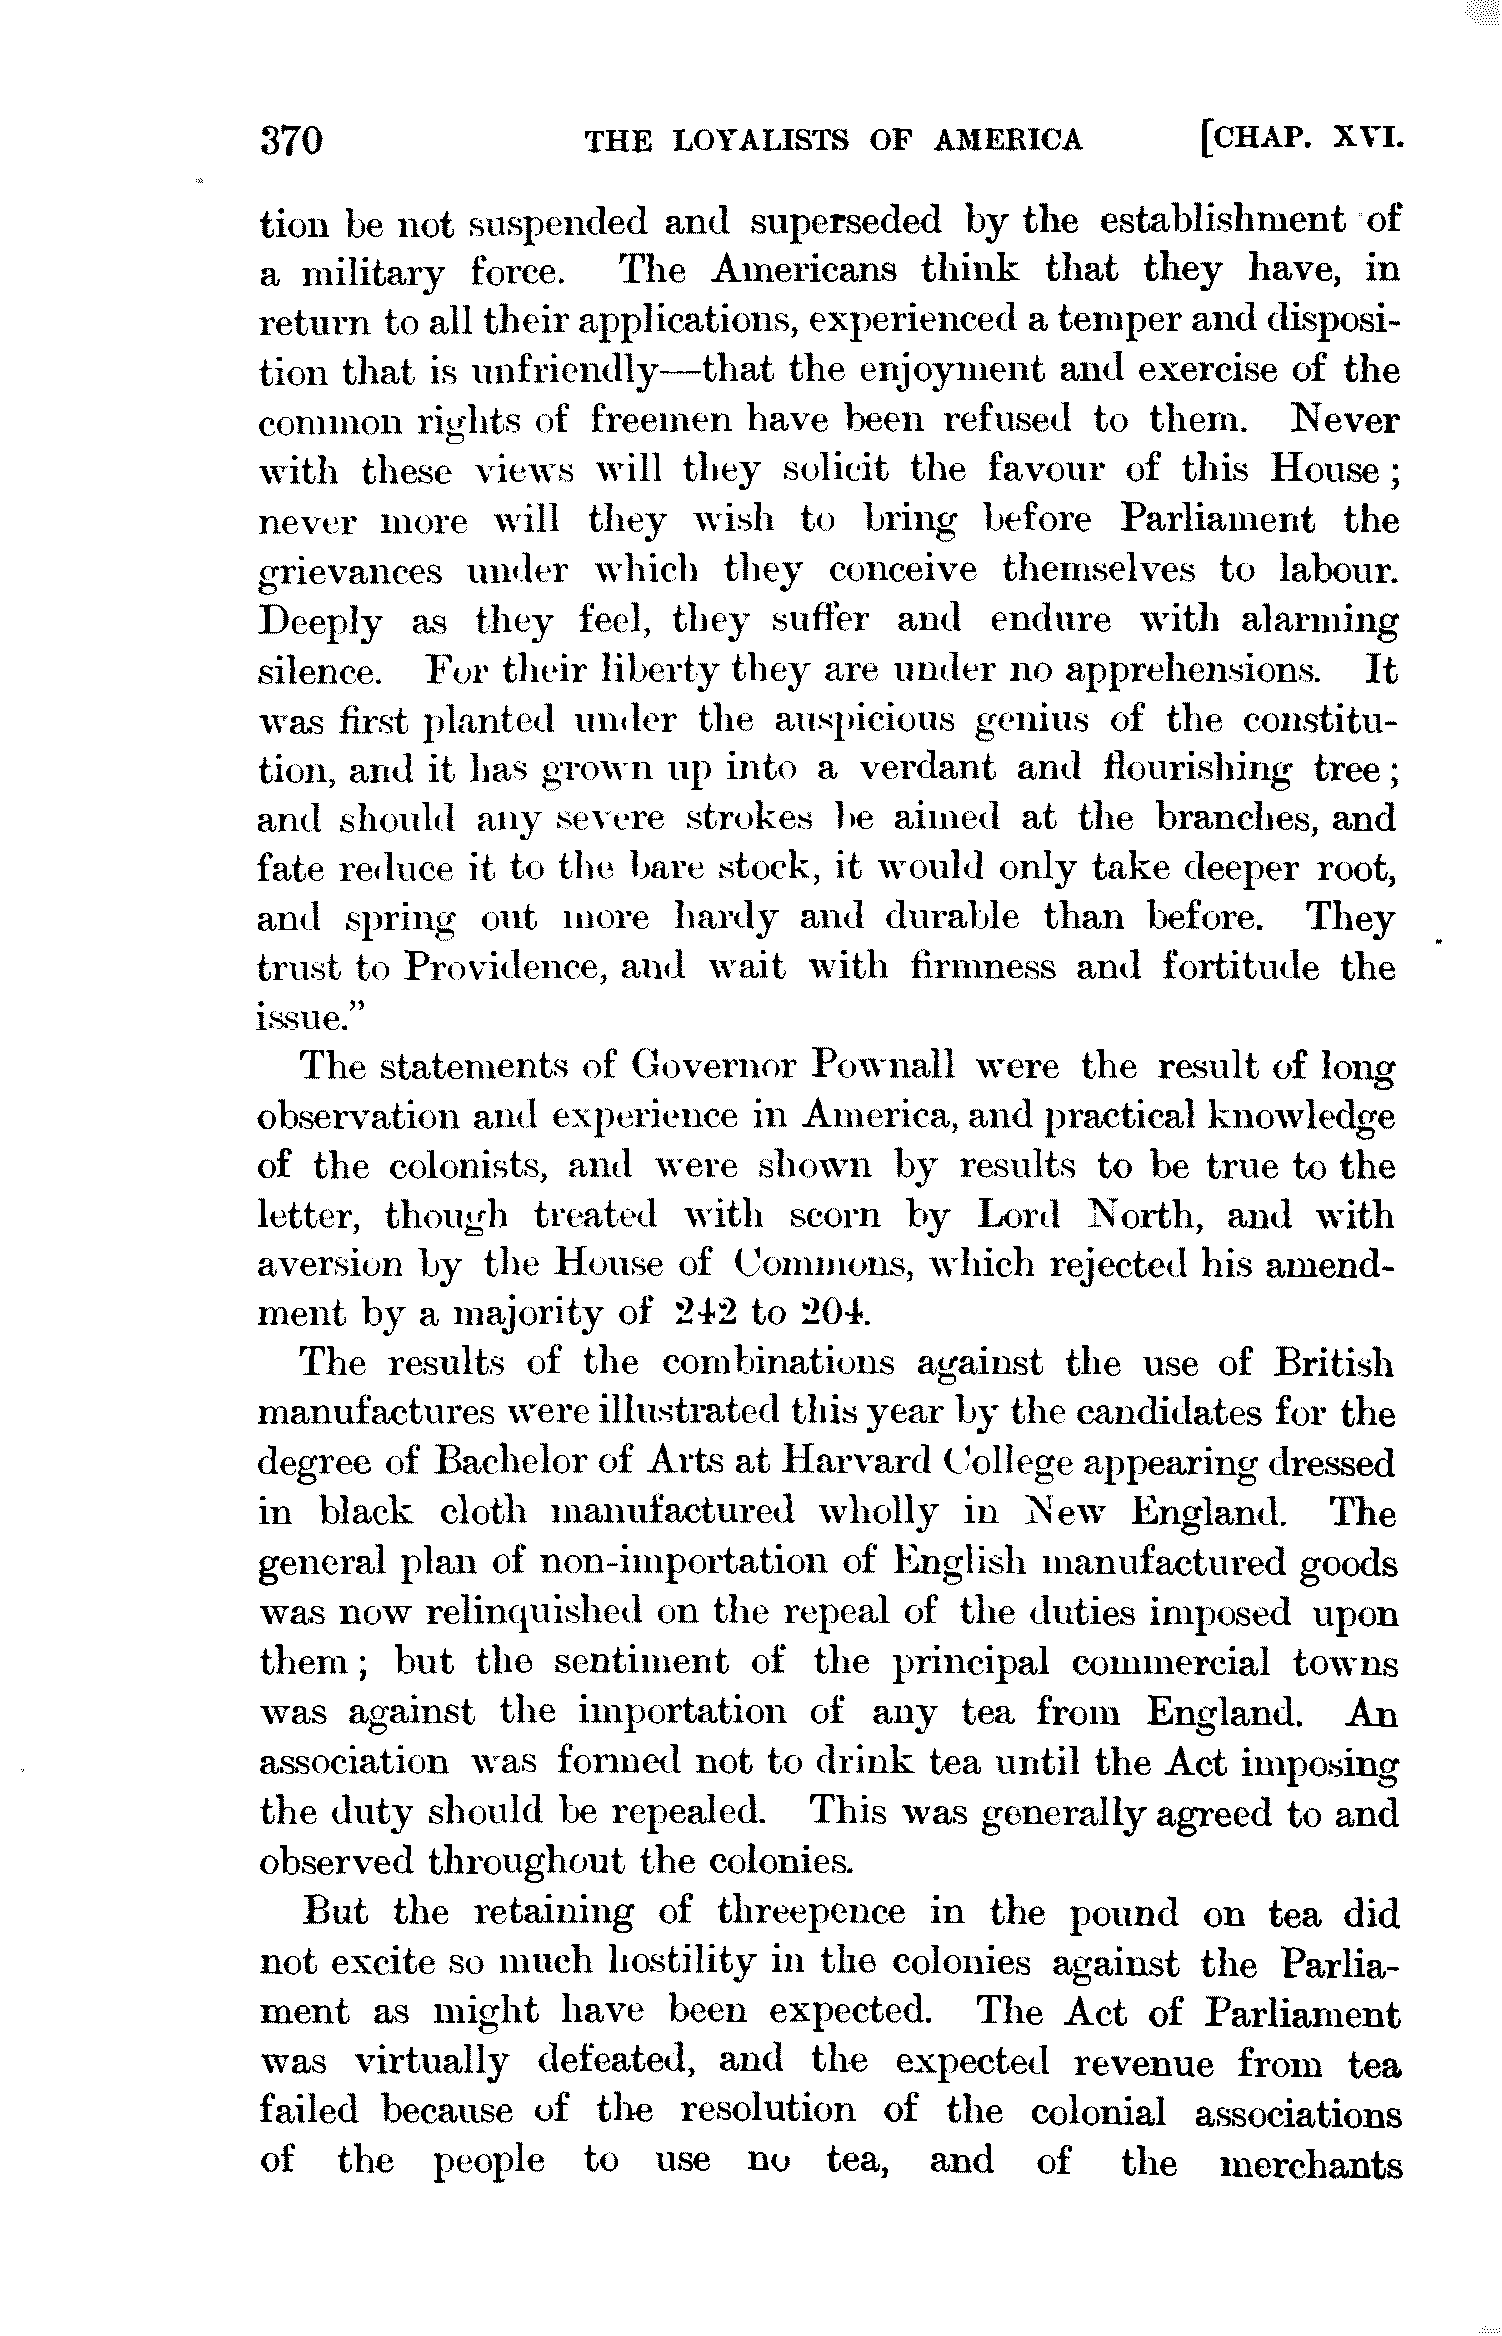 370 THE LOYALISTS OF AMERICA [CHAP. XVI.
tion be not suspended and superseded by the establishment of
a military force. The Americans think that they have, in
return to all their applications, experienced a temper and disposi-
tion that is unfriendly—that the enjoyment and exercise of the
common rights of freemen have been refused to them. Never
with these views will they solicit the favour of this House;
never more will they wish to bring before Parliament the
grievances under which they conceive themselves to labour.
Deeply as they feel, they suffer and endure with alarming
silence. For their liberty they are under no apprehensions. It
was first planted under the auspicious genius of the constitu-
tion, and it has grown up into a verdant and flourishing tree;
and should any severe strokes be aimed at the branches, and
fate reduce it to the bare stock, it would only take deeper root,
and spring out more hardy and durable than before. They
trust to Providence, and wait with firmness and fortitude the
issue.”
The statements of Governor Pownall were the result of long
observation and experience in America, and practical knowledge
of the colonists, and were shown by results to be true to the
letter, though treated with scorn by Lord North, and with
aversion by the House of Commons, which rejected his amend-
ment by a majority of 242 to 204.
The results of the combinations against the use of British
manufactures were illustrated this year by the candidates for the
degree of Bachelor of Arts at Harvard College appearing dressed
in black cloth manufactured wholly in New England. The
general plan of non-importation of English manufactured goods
was now relinquished on the repeal of the duties imposed upon
them; but the sentiment of the principal commercial towns
was against the importation of any tea from England. An
association was formed not to drink tea until the Act imposing
the duty should be repealed. This was generally agreed to and
observed throughout the colonies.
But the retaining of threepence in the pound on tea did
not excite so much hostility in the colonies against the Parlia-
ment as might have been expected. The Act of Parliament
was virtually defeated, and the expected revenue from tea
failed because of the resolution of the colonial associations
of the people to use no tea, and of the merchants